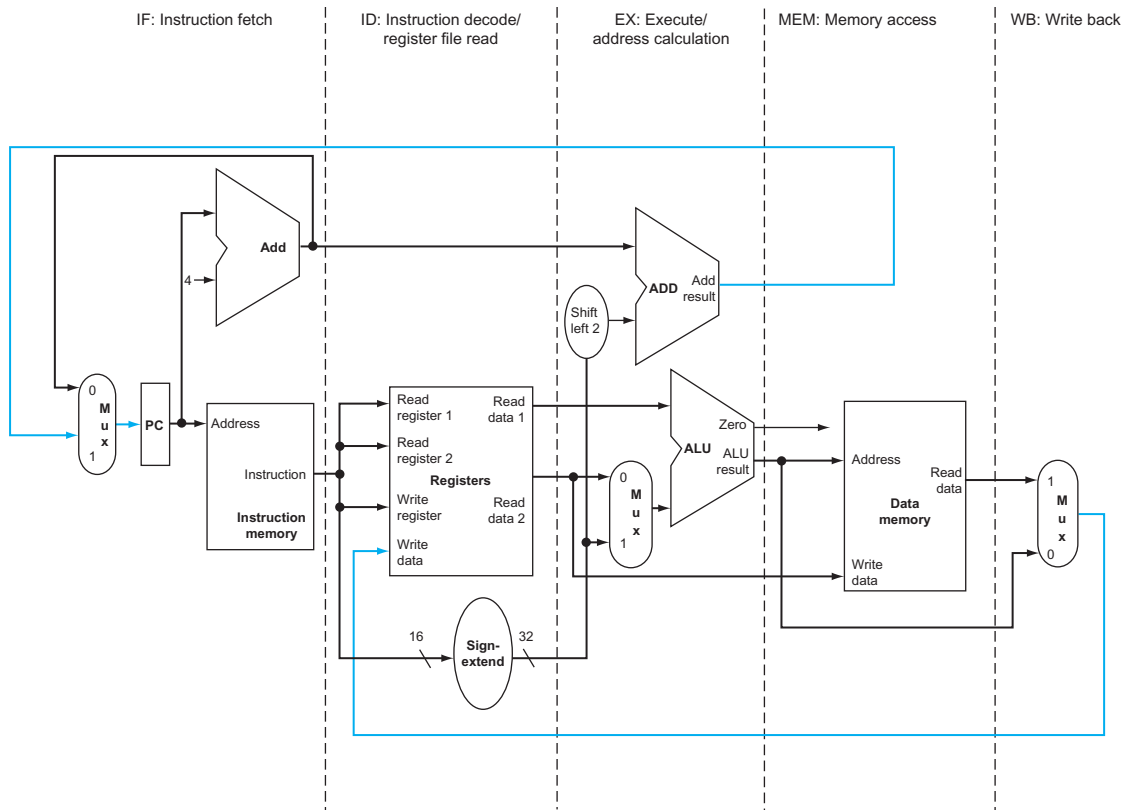 IF: Instruction fetch
ID: Instruction decode/
register file read
EX: Execute/
address calculation
MEM: Memory access
WB: Write back
Add
4
ADD
Add
result
Shift
left 2
0
M
u
x
1
PC
Address
Instruction
Instruction
memory
Read
register 1
Read
register 2
Write
register
Write
data
Registers
Read
data 1
Read
data 2
16
Sign-
extend
32
0
M
u
x
1
Zero
ALU
ALU
result
Address
Read
data
Data
memory
Write
data
1
M
u
x
0